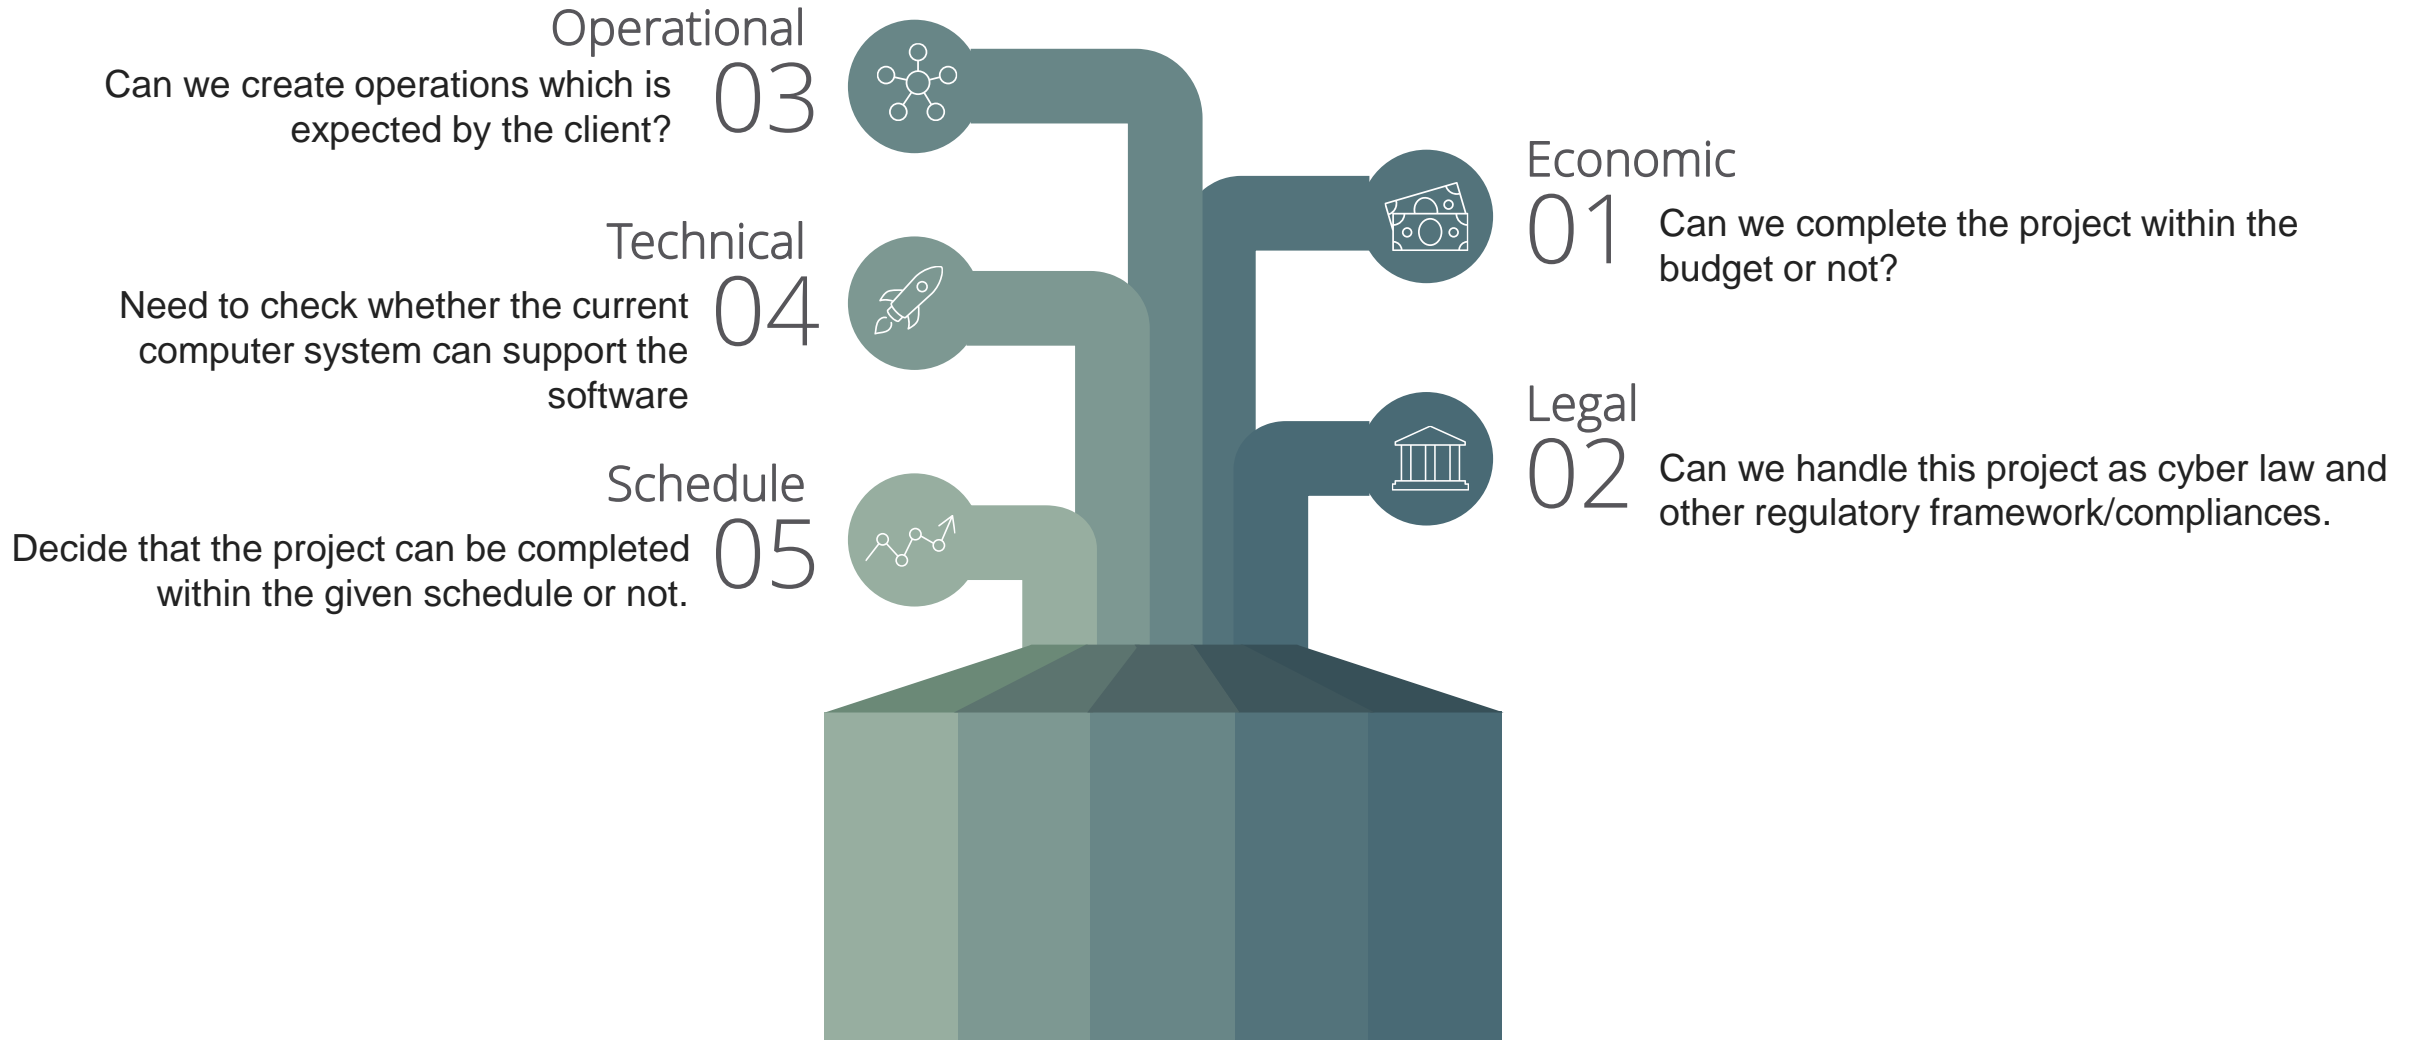 Operational
03
Can we create operations which is
expected by the client?
Economic
01
Can we complete the project within the
budget or not?
Technical
04
Need to check whether the current
computer system can support the
software
Legal
02
Can we handle this project as cyber law and
other regulatory framework/compliances.
Schedule
05
Decide that the project can be completed
within the given schedule or not.